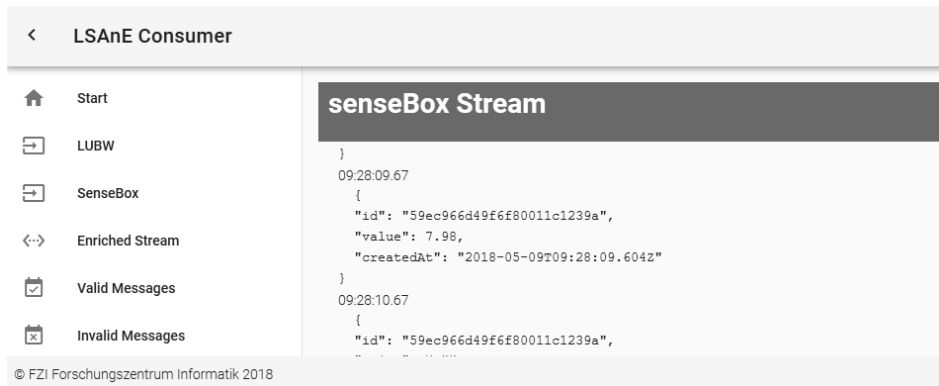 LSAnE Consumer
Start
LUBW
SenseBox
Enriched Stream
Valid Messages
Invalid Messages
senseBox Stream
}
09:28:09.67
{
"id": "59ec966d49f6f80011c1239a",
"value": 7.98,
"createdAt": "2018-05-09T09:28:09.604Z"
}
09:28:10.67
{
"id": "59ec966d49f6f80011c1239a",
© FZI Forschungszentrum Informatik 2018